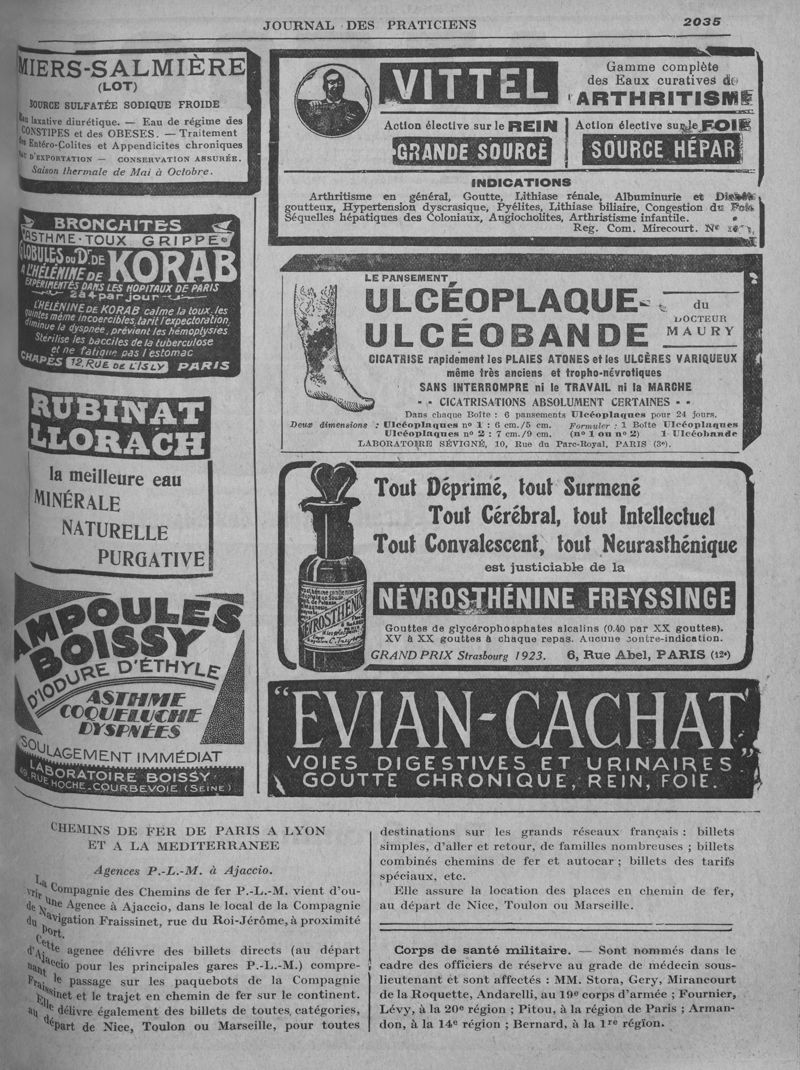 JOURNAL DES PRATICIENS
2035
MIERS-SALMIÈRE
(LOT)
SOURCE SULFATÉE SODIQUE FROIDE
laxative diurétique. — Eau de régime des
CONSTIPES et des OBESES. — Traitement
des Entéro-Colites et Appendicites chroniques
D'EXPORTATION — CONSERVATION ASSURÉE.
Saison thermale de Mai à Octobre.
BRONCHITES
ASTHME·TOUX GRIPPE
GLOBULES DU Dr. DE
A L'HÉLÉNINE DE KORAB
EXPÉRIMENTÉS DANS LES HOPITAUX DE PARIS
2 à 4 par jour
L'HÉLÉNINE DE KORAB calme la toux, les
quintes même incoercibles, tarit l'expectoration,
diminue la dyspnée, prévient les hémoptysies
Stérilise les bacilles de la tuberculose
et ne fatigue pas l'estomac
CHAPES 12, RUE DE L'ISLY PARIS
RUBINAT
LLORACH
la meilleure eau
MINÉRALE
NATURELLE
PURGATIVE
AMPOULES
BOISSY
D'IODURE D'ÉTHYLE
ASTHME
COQUELUCHE
DYSPNÉES
SOULAGEMENT IMMÉDIAT
LABORATOIRE BOISSY
49, RUE HOCHE-COURBEVOIE (SEINE)
VITTEL
Gamme complète
des Eaux curatives de
l'ARTHRITISME
Action élective sur le REIN
GRANDE SOURCE
Action élective sur le FOIE
SOURCE HÉPAR
INDICATIONS
Arthritisme en général, Goutte, Lithiase rénale, Albuminurie et Diabète
goutteux, Hypertension dyscrasique, Pyélites, Lithiase biliaire, Congestion du Foie
Séquelles hépatiques des Coloniaux, Angiocholites, Arthristisme infantile.
Reg. Com. Mirecourt. No
LE PANSEMENT
ULCÉOPLAQUE-
ULCÉOBANDE
du
DOCTEUR
MAURY
CICATRISE rapidement les PLAIES ATONES et les ULCÈRES VARIQUEUX
même très anciens et tropho-névrotiques
SANS INTERROMPRE ni le TRAVAIL ni la MARCHE
- - CICATRISATIONS ABSOLUMENT CERTAINES - -
Dans chaque Boîte : 6 pansements Ulcéoplaques pour 24 jours.
Deux dimensions : Ulcéoplaques no 1 : 6 cm./5 cm. Formuler : 1 Boîte Ulcéoplaques
Ulcéoplaques no 2 : 7 cm./9 cm. (no 1 ou no 2) 1 Ulcéobande
LABORATOIRE SÉVIGNÉ, 10, Rue du Parc-Royal, PARIS (3e)
Tout Déprimé, tout Surmené
Tout Cérébral, tout Intellectuel
Tout Convalescent, tout Neurasthénique
est justiciable de la
NÉVROSTHÉNINE FREYSSINGE
Gouttes de glycérophosphates alcalins (0.40 par XX gouttes).
XV à XX gouttes à chaque repas. Aucune contre-indication.
GRAND PRIX Strasbourg 1923. 6, Rue Abel, PARIS (12e)
"EVIAN-CACHAT"
VOIES DIGESTIVES ET URINAIRES
GOUTTE CHRONIQUE, REIN, FOIE.
CHEMINS DE FER DE PARIS A LYON
ET A LA MEDITERRANEE
Agences P.-L.-M. à Ajaccio.
La Compagnie des Chemins de fer P.-L.-M. vient d'ou-
vrir une Agence à Ajaccio, dans le local de la Compagnie
de Navigation Fraissinet, rue du Roi-Jérôme, à proximité
du Port.
Cette agence délivre des billets directs (au départ
d'Ajaccio pour les principales gares P.-L.-M.) compre-
nant le passage sur les paquebots de la Compagnie
Fraissinet et le trajet en chemin de fer sur le continent.
Elle délivre également des billets de toutes catégories,
au départ de Nice, Toulon ou Marseille, pour toutes
destinations sur les grands réseaux français : billets
simples, d'aller et retour, de familles nombreuses ; billets
combinés chemins de fer et autocar ; billets des tarifs
spéciaux, etc.
Elle assure la location des places en chemin de fer,
au départ de Nice, Toulon ou Marseille.
Corps de santé militaire. — Sont nommés dans le
cadre des officiers de réserve au grade de médecin sous-
lieutenant et sont affectés : MM. Stora, Gery, Mirancourt
de la Roquette, Andarelli, au 19e corps d'armée ; Fournier,
Lévy, à la 20e région ; Pitou, à la région de Paris ; Arman-
don, à la 14e région ; Bernard, à la 1re région.